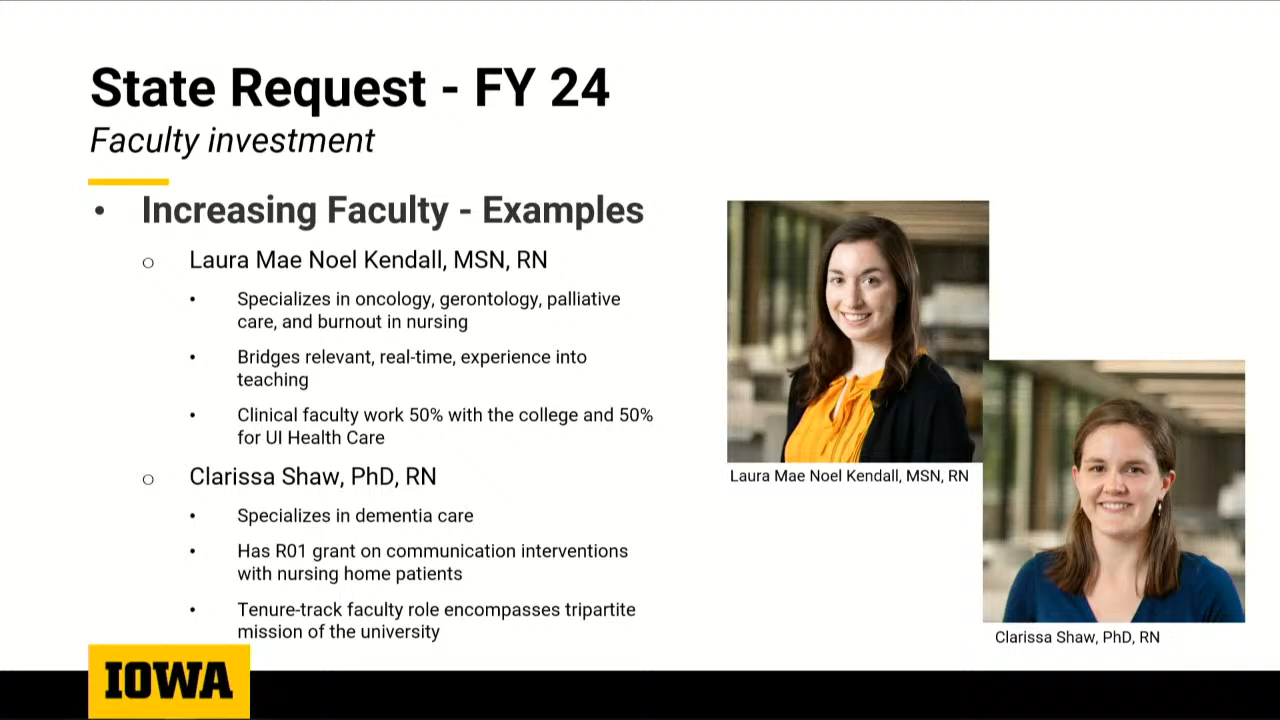 State Request - FY 24
Faculty investment
• Increasing Faculty - Examples
o Laura Mae Noel Kendall, MSN, RN
• Specializes in oncology, gerontology, palliative
care, and burnout in nursing
• Bridges relevant, real-time, experience into
teaching
• Clinical faculty work 50% with the college and 50%
for UI Health Care
o Clarissa Shaw, PhD, RN
• Specializes in dementia care
• Has R01 grant on communication interventions
with nursing home patients
• Tenure-track faculty role encompasses tripartite
mission of the university
Laura Mae Noel Kendall, MSN, RN
Clarissa Shaw, PhD, RN
IOWA